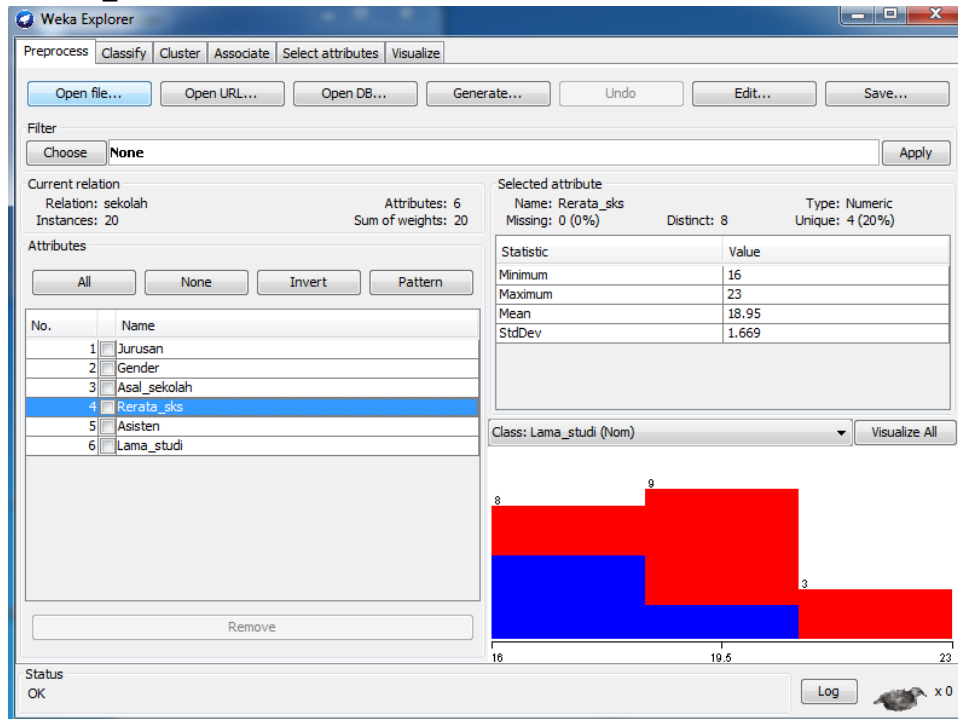 Weka Explorer
Preprocess Classify Cluster Associate Select attributes Visualize
Open file... Open URL... Open DB... Generate... Undo Edit... Save...
Filter
Choose None Apply
Current relation
Relation: sekolah Attributes: 6
Instances: 20 Sum of weights: 20
Selected attribute
Name: Rerata_sks Type: Numeric
Missing: 0 (0%) Distinct: 8 Unique: 4 (20%)
Attributes
All None Invert Pattern
No. Name
1 Jurusan
2 Gender
3 Asal_sekolah
4 Rerata_sks
5 Asisten
6 Lama_studi
Remove
Statistic Value
Minimum 16
Maximum 23
Mean 18.95
StdDev 1.669
Class: Lama_studi (Nom) Visualize All
8 9 3
16 19.5 23
Status
OK
Log x 0